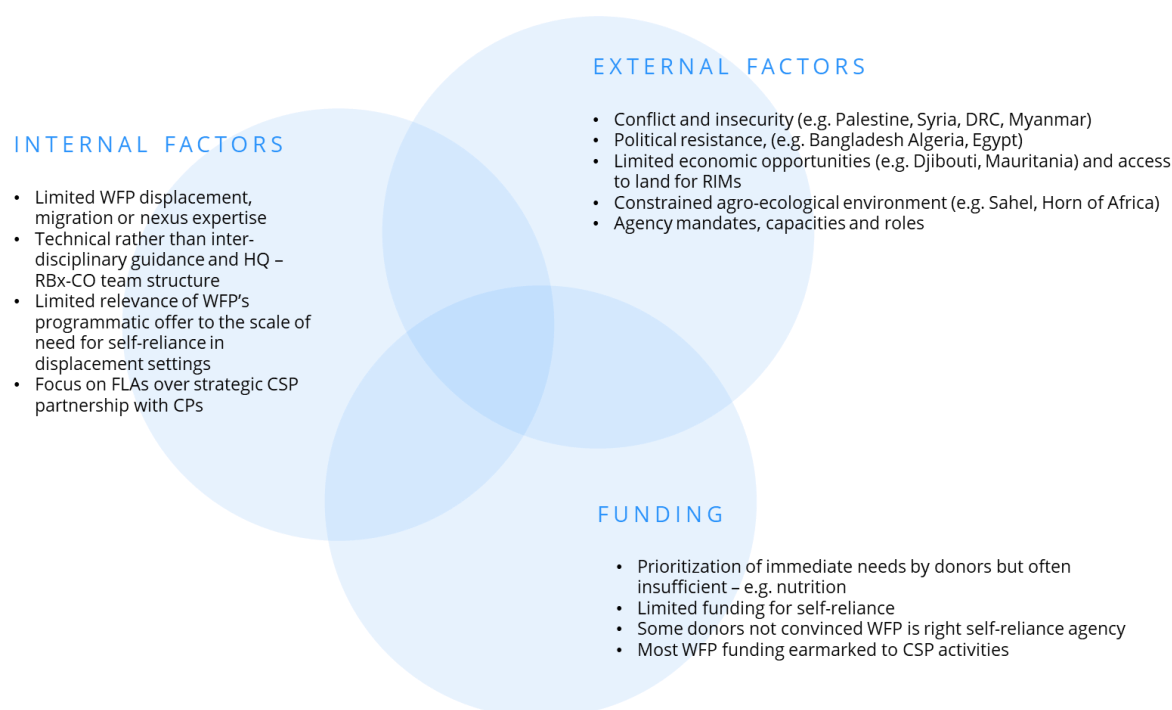 INTERNAL FACTORS
• Limited WFP displacement,
migration or nexus expertise
• Technical rather than inter-
disciplinary guidance and HQ –
RBx-CO team structure
• Limited relevance of WFP’s
programmatic offer to the scale of
need for self-reliance in
displacement settings
• Focus on FLAs over strategic CSP
partnership with CPs
EXTERNAL FACTORS
• Conflict and insecurity (e.g. Palestine, Syria, DRC, Myanmar)
• Political resistance, (e.g. Bangladesh Algeria, Egypt)
• Limited economic opportunities (e.g. Djibouti, Mauritania) and access
to land for RIMs
• Constrained agro-ecological environment (e.g. Sahel, Horn of Africa)
• Agency mandates, capacities and roles
FUNDING
• Prioritization of immediate needs by donors but often
insufficient – e.g. nutrition
• Limited funding for self-reliance
• Some donors not convinced WFP is right self-reliance agency
• Most WFP funding earmarked to CSP activities